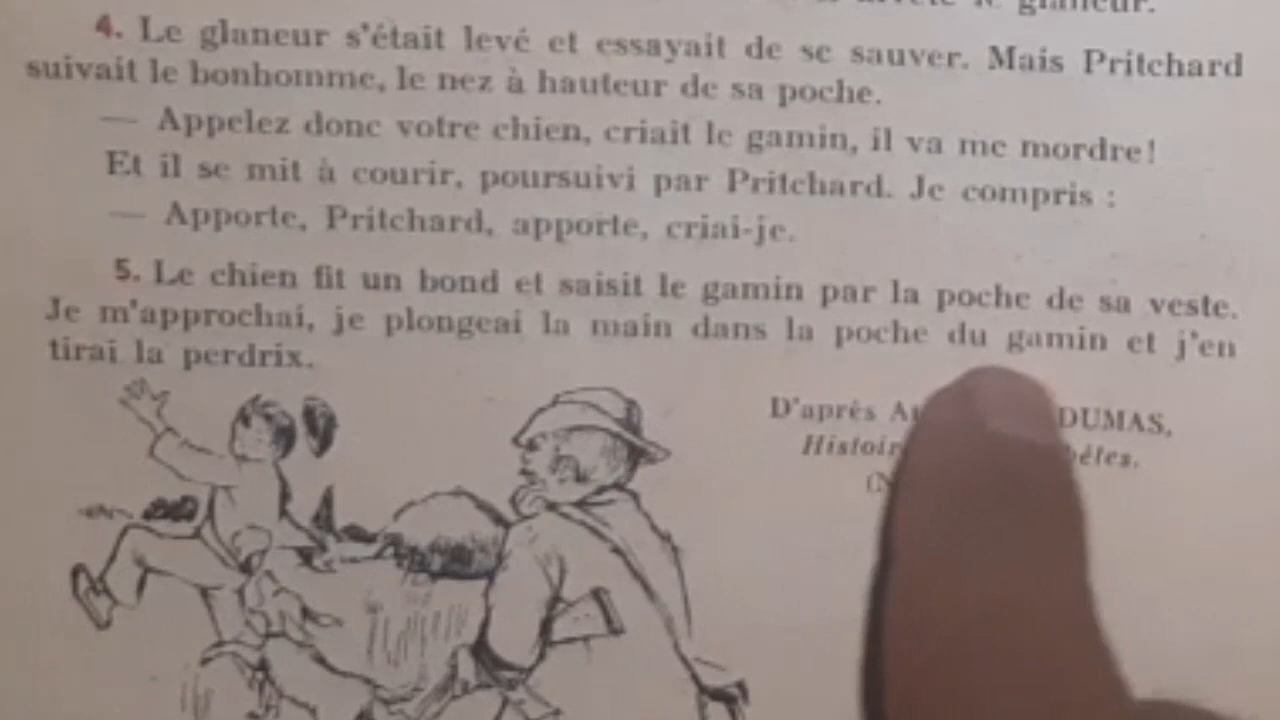 glaneur.
4. Le glaneur s'était levé et essayait de se sauver. Mais Pritchard
suivait le bonhomme, le nez à hauteur de sa poche.
— Appelez donc votre chien, criait le gamin, il va me mordre!
Et il se mit à courir, poursuivi par Pritchard. Je compris :
— Apporte, Pritchard, apporte, criai-je.
5. Le chien fit un bond et saisit le gamin par la poche de sa veste.
Je m'approchai, je plongeai la main dans la poche du gamin et j'en
tirai la perdrix.
D'après DUMAS,